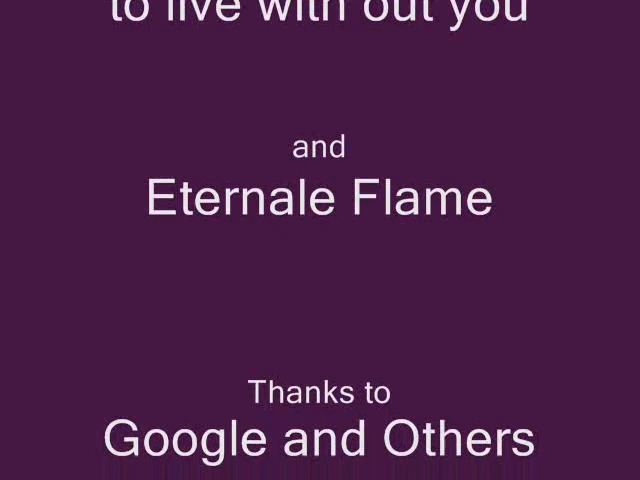 to live with out you
and
Eternale Flame
Thanks to
Google and Others